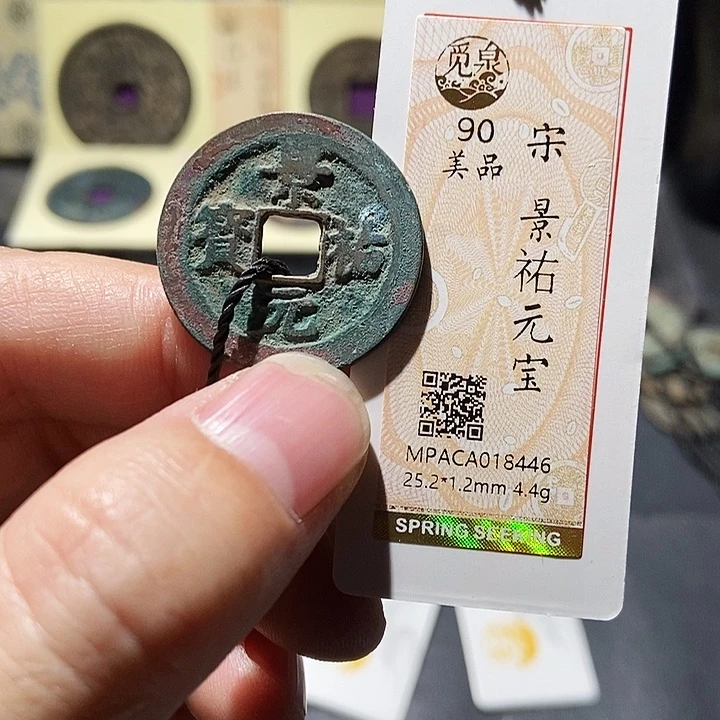 景
祐
元
寳
觅泉
90
美品
宋
景祐元宝
MPACA018446
25.2*1.2mm 4.4g
SPRING SEEKING